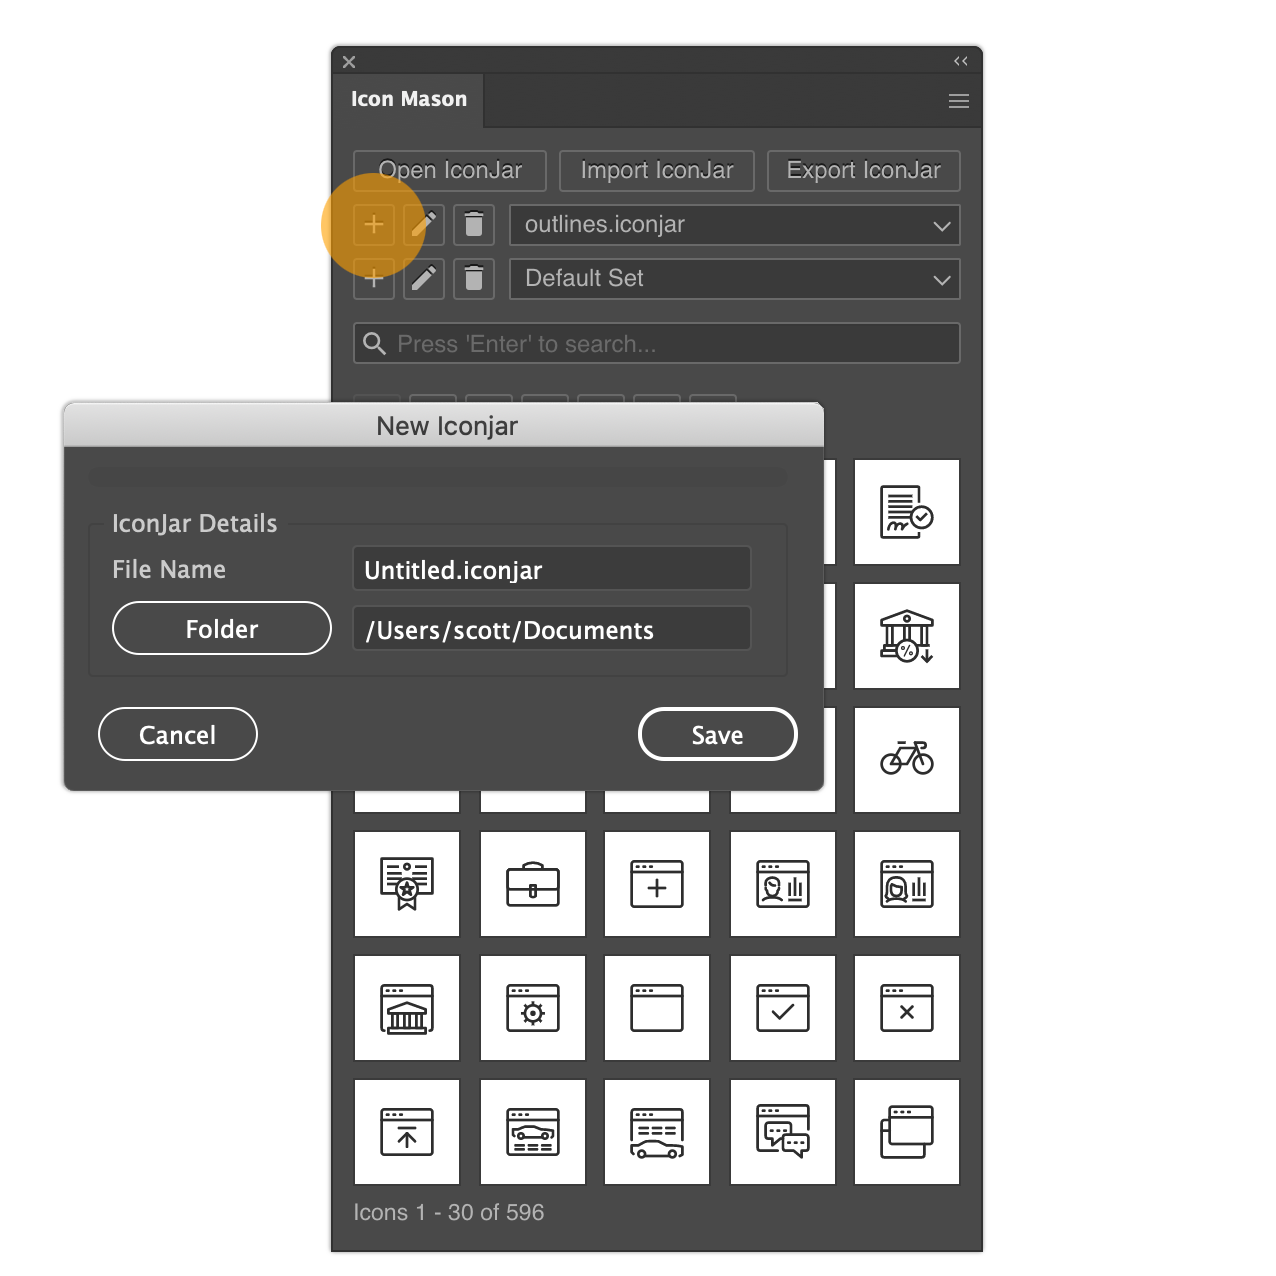 Icon Mason
Open IconJar Import IconJar Export IconJar
outlines.iconjar
Default Set
Press 'Enter' to search...
New Iconjar
IconJar Details
File Name Untitled.iconjar
Folder /Users/scott/Documents
Cancel Save
Icons 1 - 30 of 596